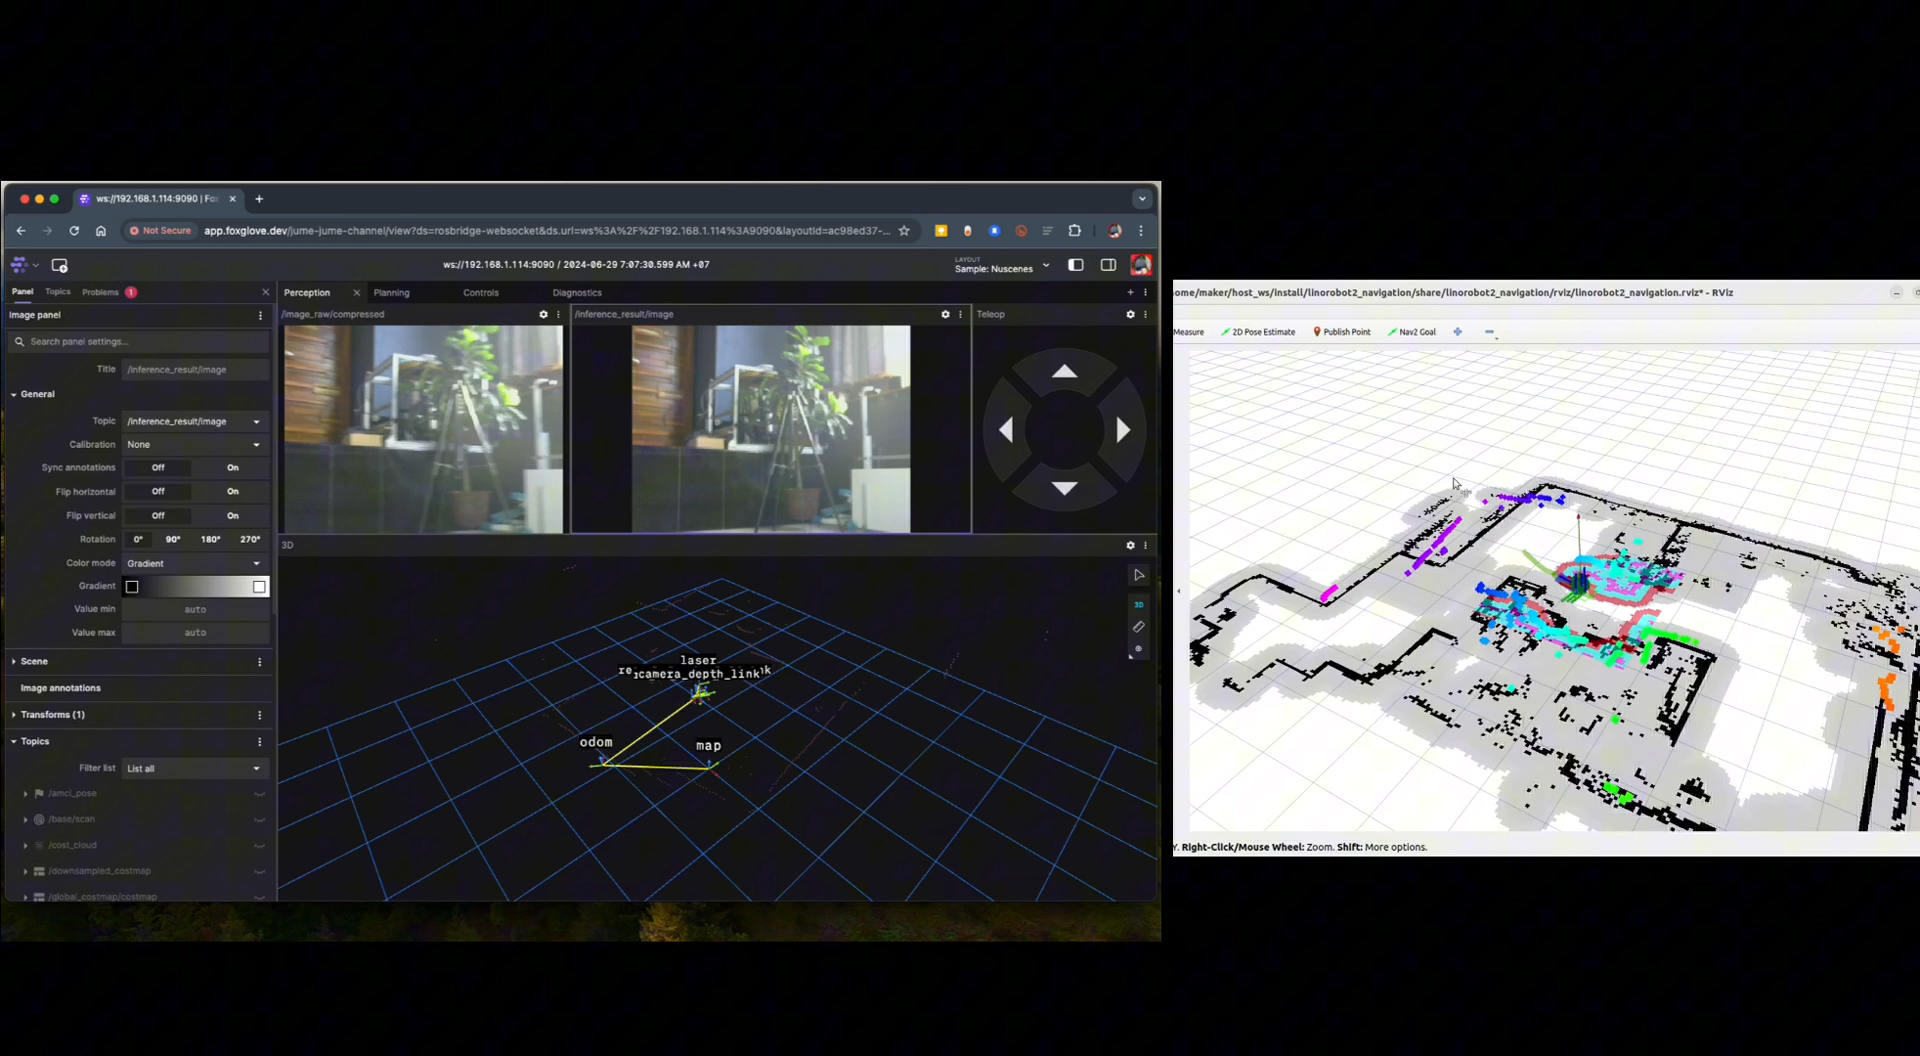 ws://192.168.1.114:9090 | Fo
Not Secure
app.foxglove.dev/jume-jume-channel/view?ds=rosbridge-websocket&ds.url=ws%3A%2F%2F192.168.1.114%3A9090&layoutId=ac98ed37-...
ws://192.168.1.114:9090 / 2024-06-29 7:07:30.599 AM +07
LAYOUT
Sample: Nuscenes
Panel
Topics
Problems
1
Image panel
Search panel settings...
Title
/inference_result/image
General
Topic
/inference_result/image
Calibration
None
Sync annotations
Off
On
Flip horizontal
Off
On
Flip vertical
Off
On
Rotation
0°
90°
180°
270°
Color mode
Gradient
Gradient
Value min
auto
Value max
auto
Scene
Image annotations
Transforms (1)
Topics
Filter list
List all
/amcl_pose
/base/scan
/cost_cloud
/downsampled_costmap
/global_costmap/costmap
Perception
Planning
Controls
Diagnostics
/image_raw/compressed
/inference_result/image
Teleop
3D
3D
laser
camera_depth_link
odom
map
ome/maker/host_ws/install/linorobot2_navigation/share/linorobot2_navigation/rviz/linorobot2_navigation.rviz* - RViz
Measure
2D Pose Estimate
Publish Point
Nav2 Goal
Y. Right-Click/Mouse Wheel: Zoom. Shift: More options.